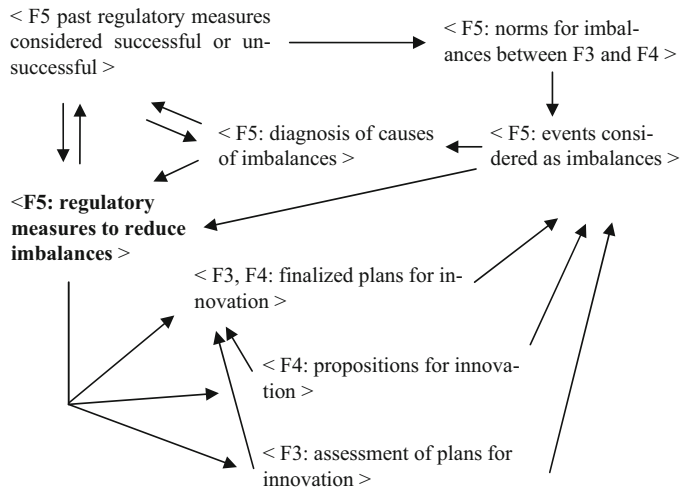 < F5 past regulatory measures
considered successful or un-
successful >
< F5: norms for imbal-
ances between F3 and F4 >
< F5: diagnosis of causes
of imbalances >
< F5: events consi-
dered as imbalances >
<F5: regulatory
measures to reduce
imbalances >
< F3, F4: finalized plans for in-
novation >
< F4: propositions for innova-
tion >
< F3: assessment of plans for
innovation >